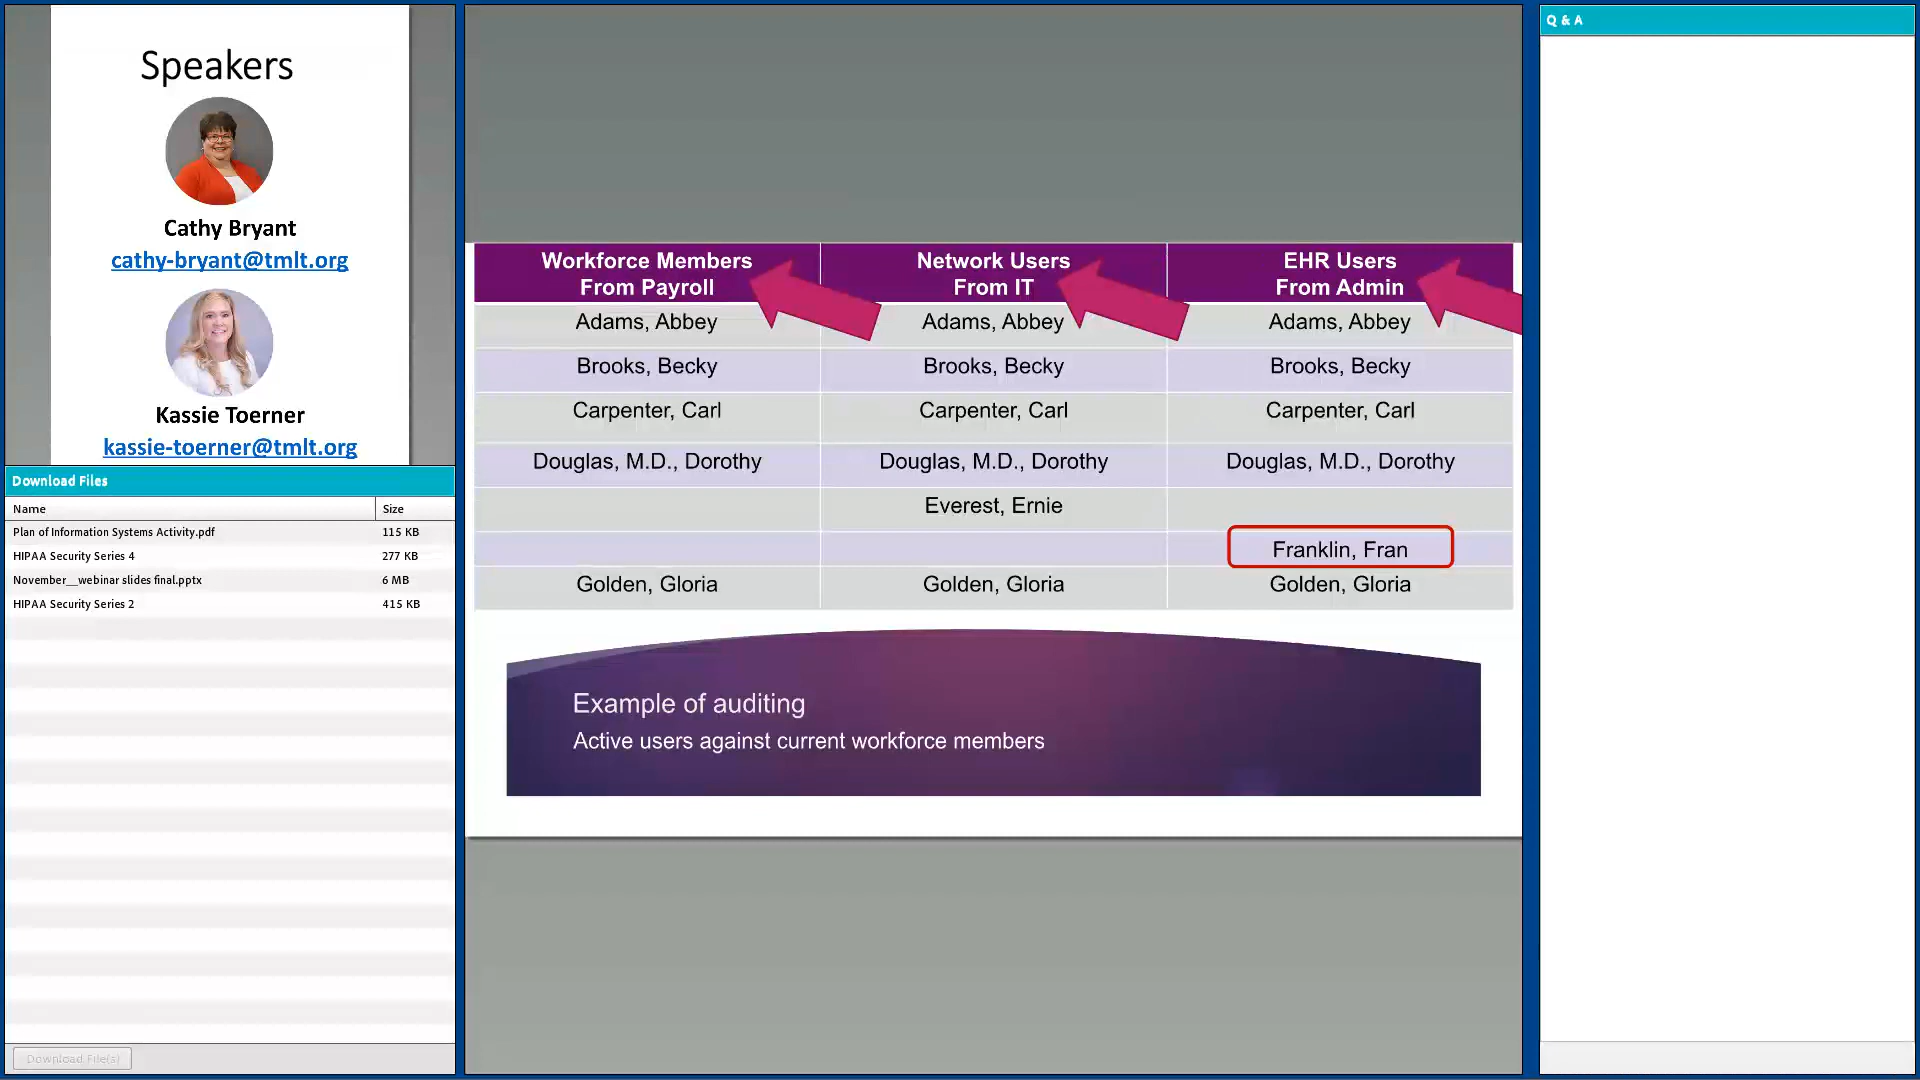 Speakers
Cathy Bryant
cathy-bryant@tmlt.org
Kassie Toerner
kassie-toerner@tmlt.org
Download Files
Name Size
Plan of Information Systems Activity.pdf 115 KB
HIPAA Security Series 4 277 KB
November__webinar slides final.pptx 6 MB
HIPAA Security Series 2 415 KB
Download File(s)
Workforce Members Network Users EHR Users
From Payroll From IT From Admin
Adams, Abbey Adams, Abbey Adams, Abbey
Brooks, Becky Brooks, Becky Brooks, Becky
Carpenter, Carl Carpenter, Carl Carpenter, Carl
Douglas, M.D., Dorothy Douglas, M.D., Dorothy Douglas, M.D., Dorothy
Everest, Ernie
Franklin, Fran
Golden, Gloria Golden, Gloria Golden, Gloria
Example of auditing
Active users against current workforce members
Q & A